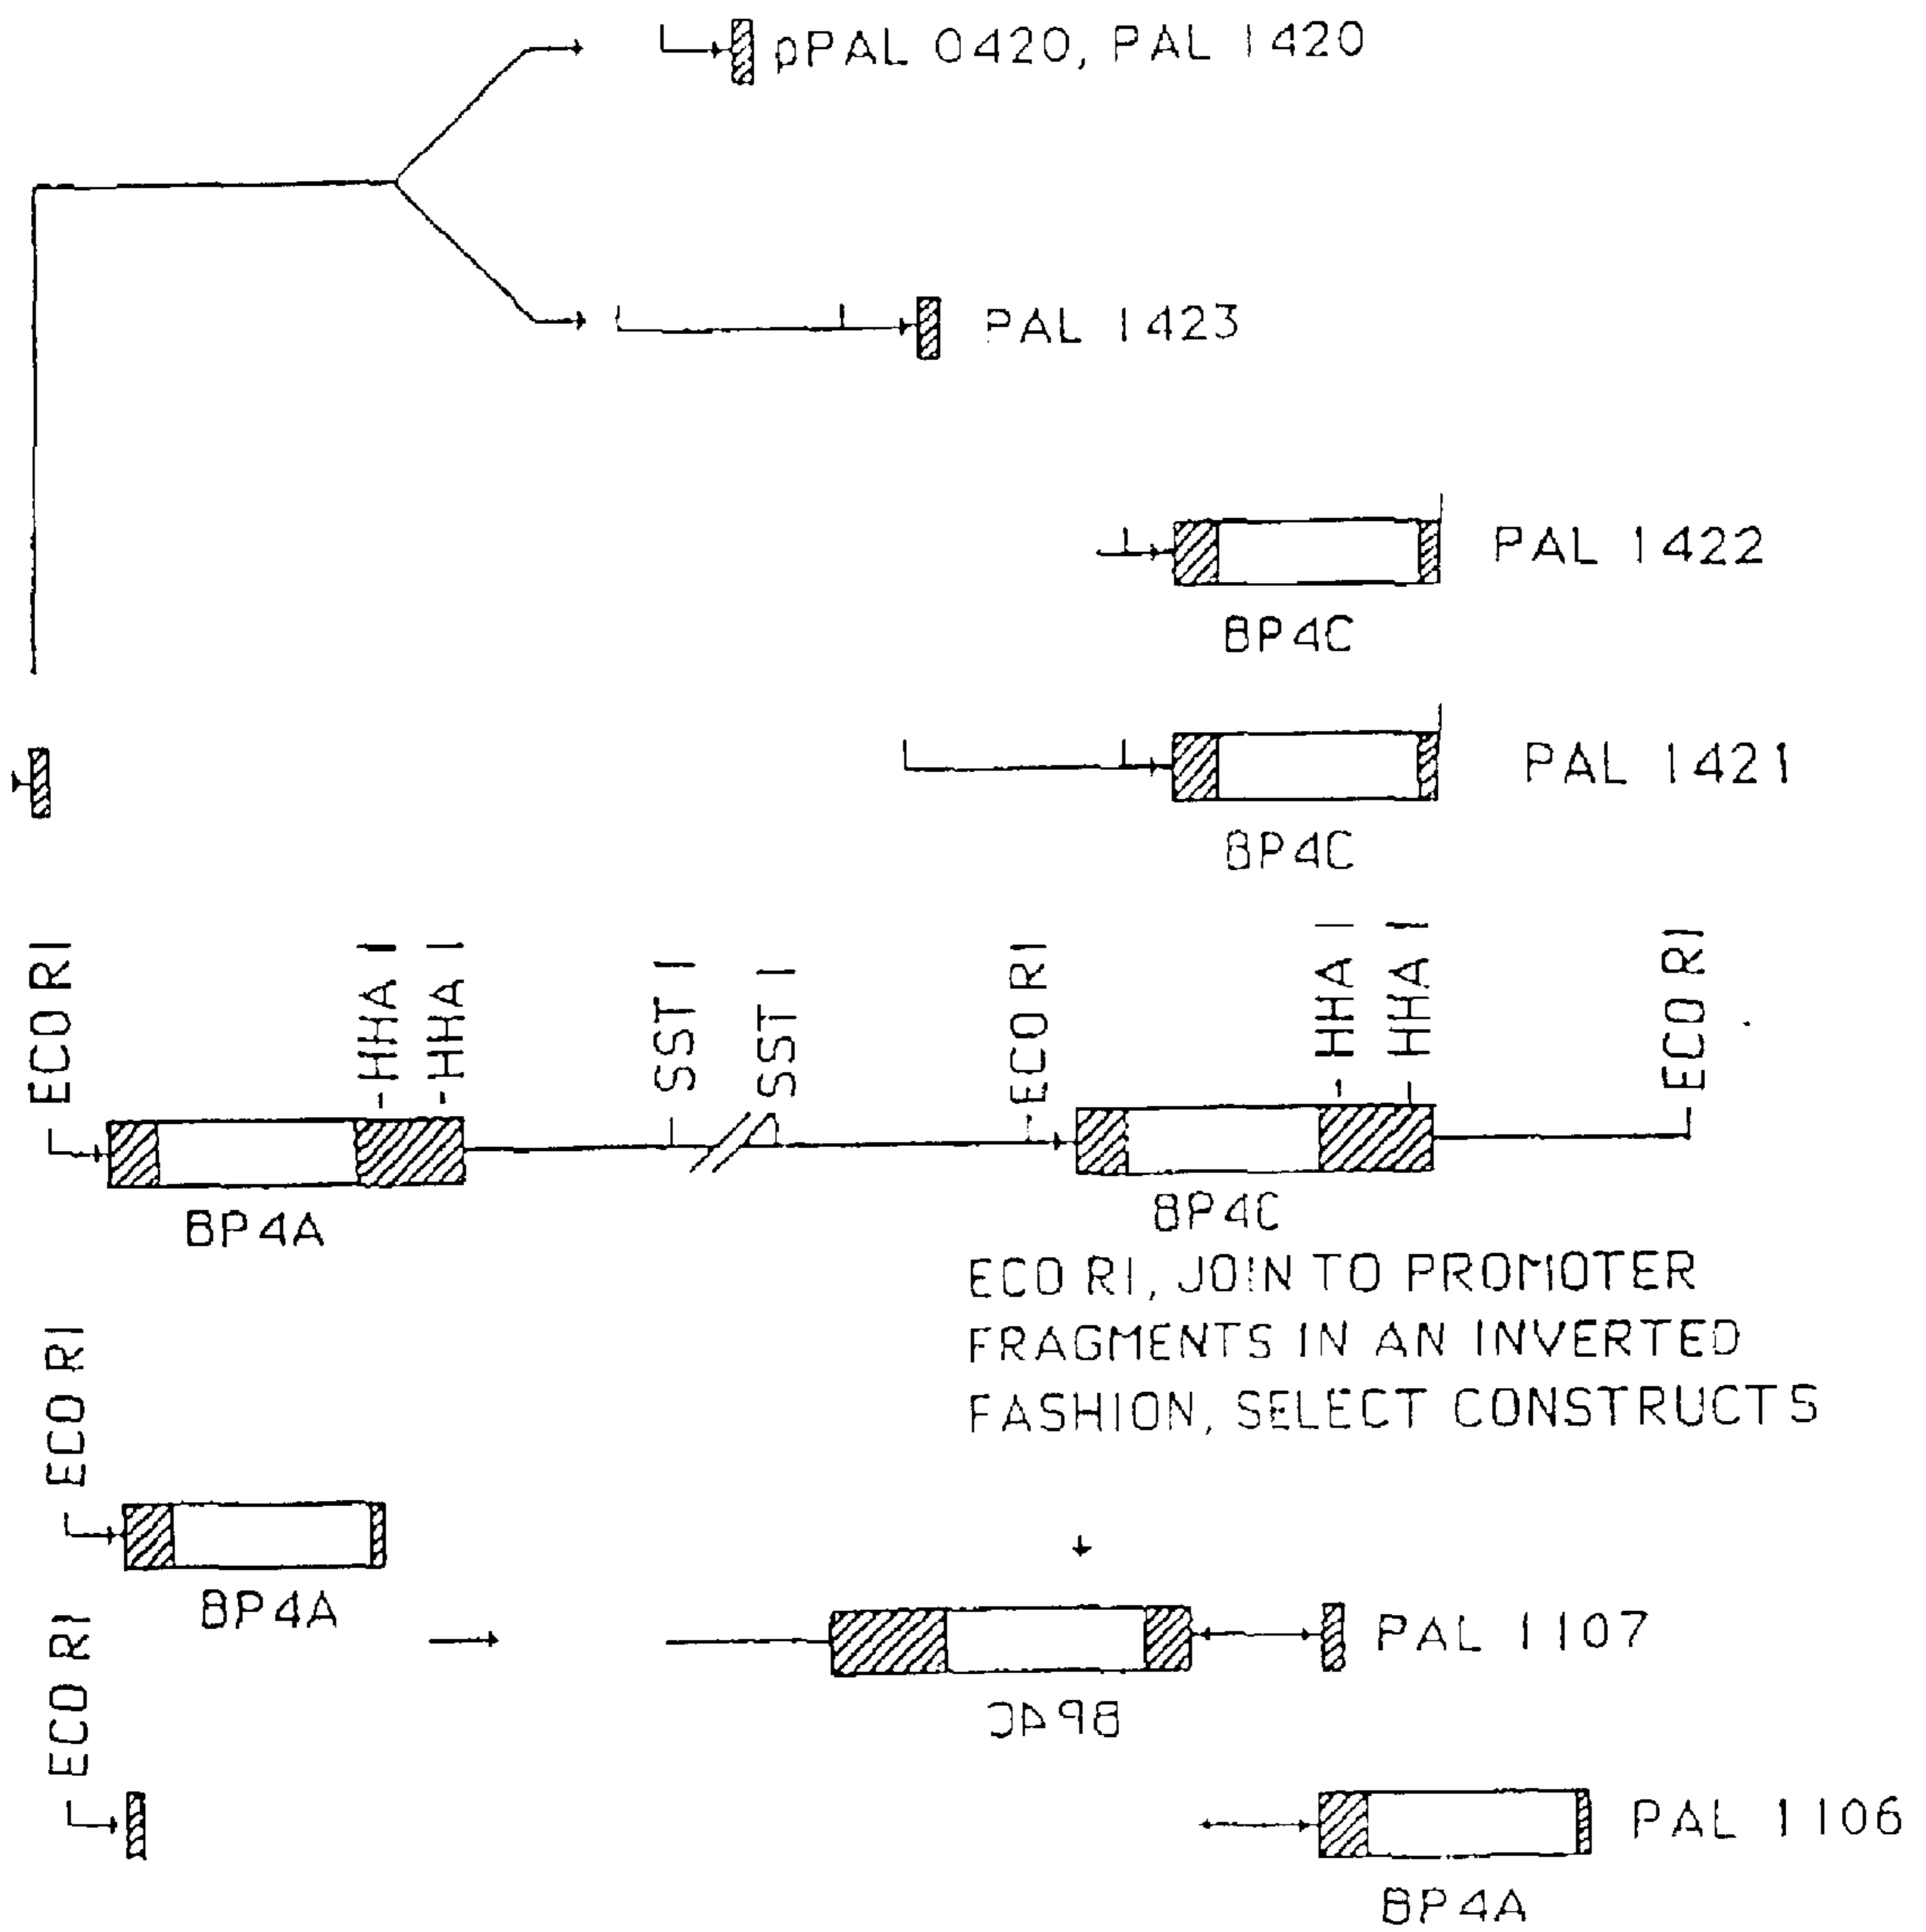 pPAL 0420, PAL 1420
PAL 1423
PAL 1422
BP4C
PAL 1421
BP4C
ECO RI
HHA I
HHA I
SST I
SST I
ECO RI
HHA I
HHA I
ECO RI
BP4A
BP4C
ECO RI, JOIN TO PROMOTER
FRAGMENTS IN AN INVERTED
FASHION, SELECT CONSTRUCTS
ECO RI
BP4A
PAL 1107
BP4C
ECO RI
PAL 1106
BP4A